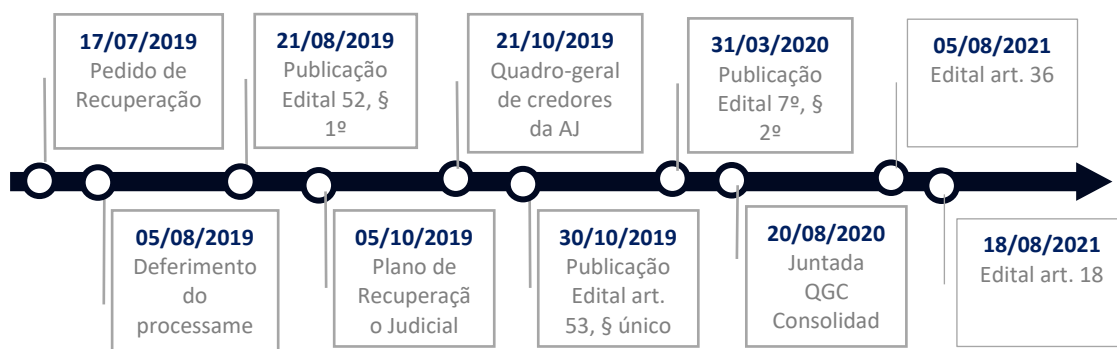 17/07/2019
Pedido de
Recuperação
21/08/2019
Publicação
Edital 52, §
1º
21/10/2019
Quadro-geral
de credores
da AJ
31/03/2020
Publicação
Edital 7º, §
2º
05/08/2021
Edital art. 36
05/08/2019
Deferimento
do
processame
05/10/2019
Plano de
Recuperaçã
o Judicial
30/10/2019
Publicação
Edital art.
53, § único
20/08/2020
Juntada
QGC
Consolidad
18/08/2021
Edital art. 18